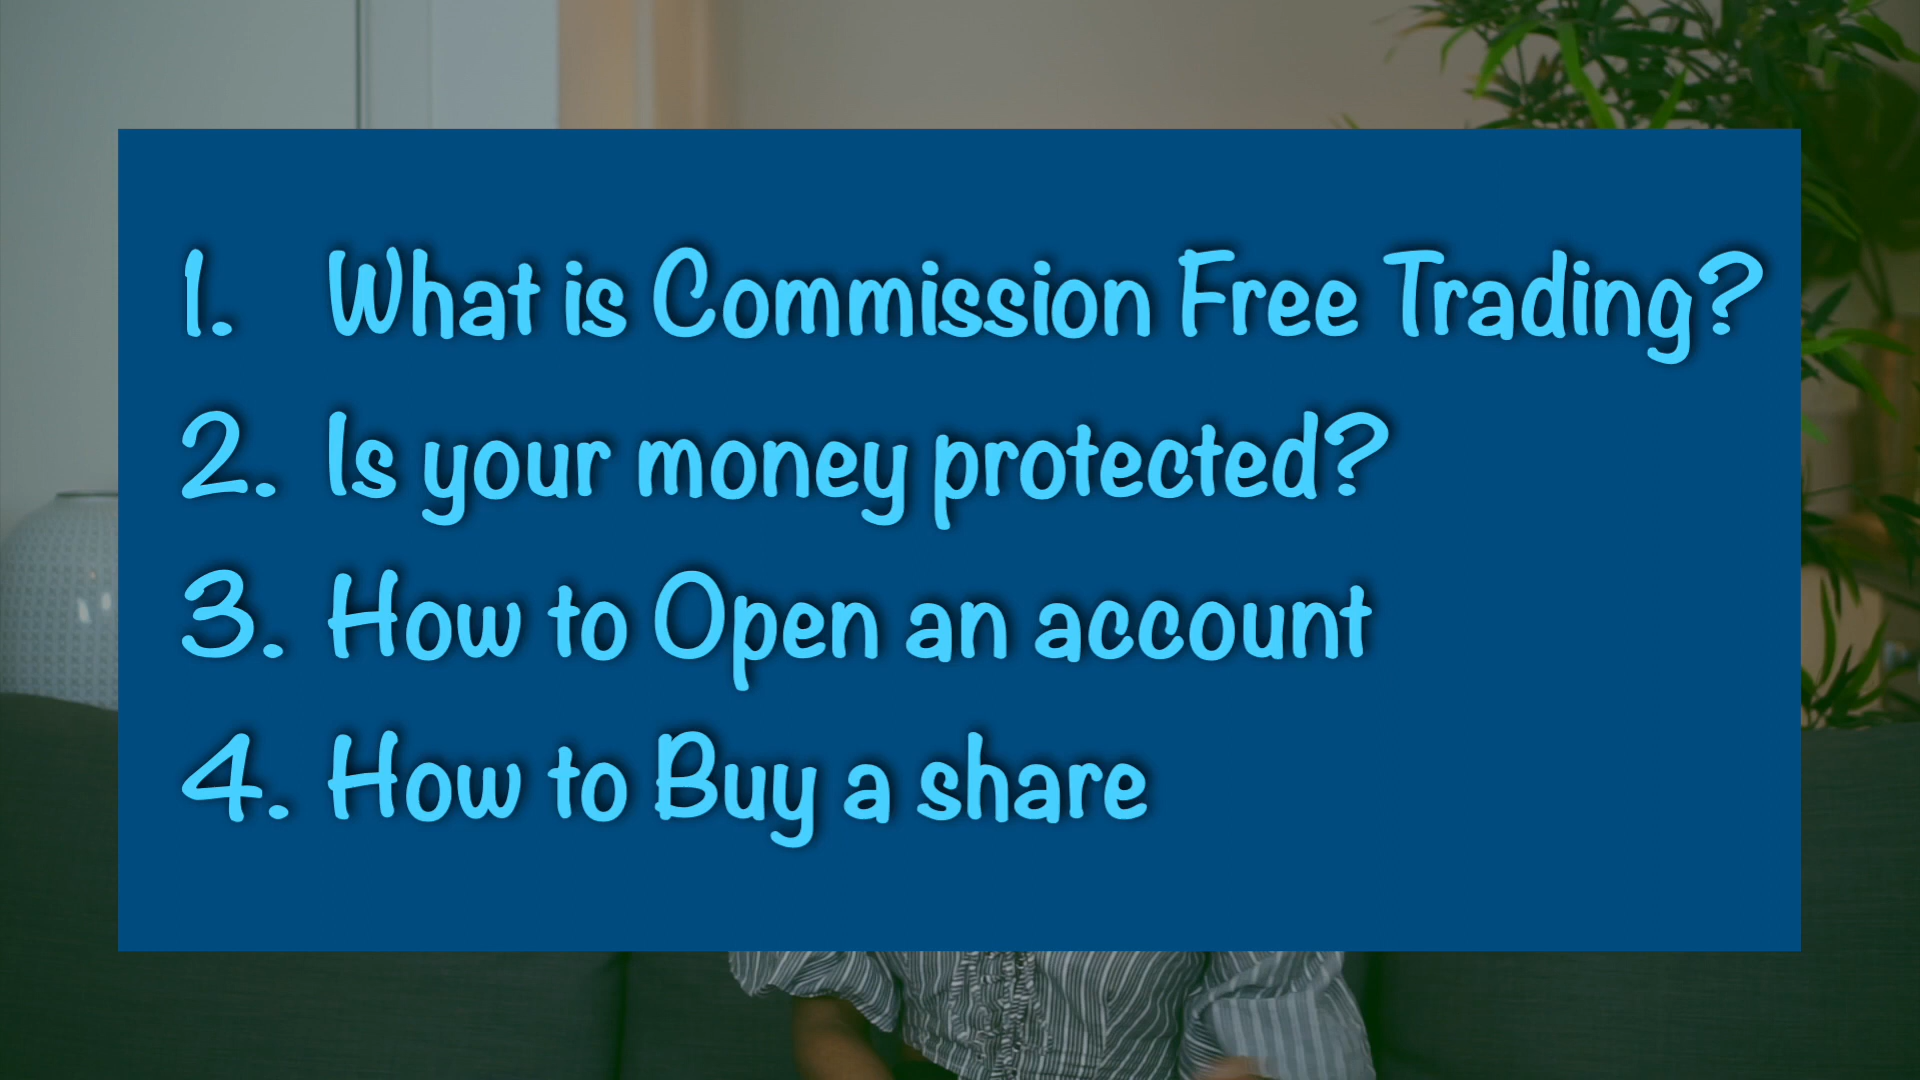 1. What is Commission Free Trading?
2. Is your money protected?
3. How to Open an account
4. How to Buy a share